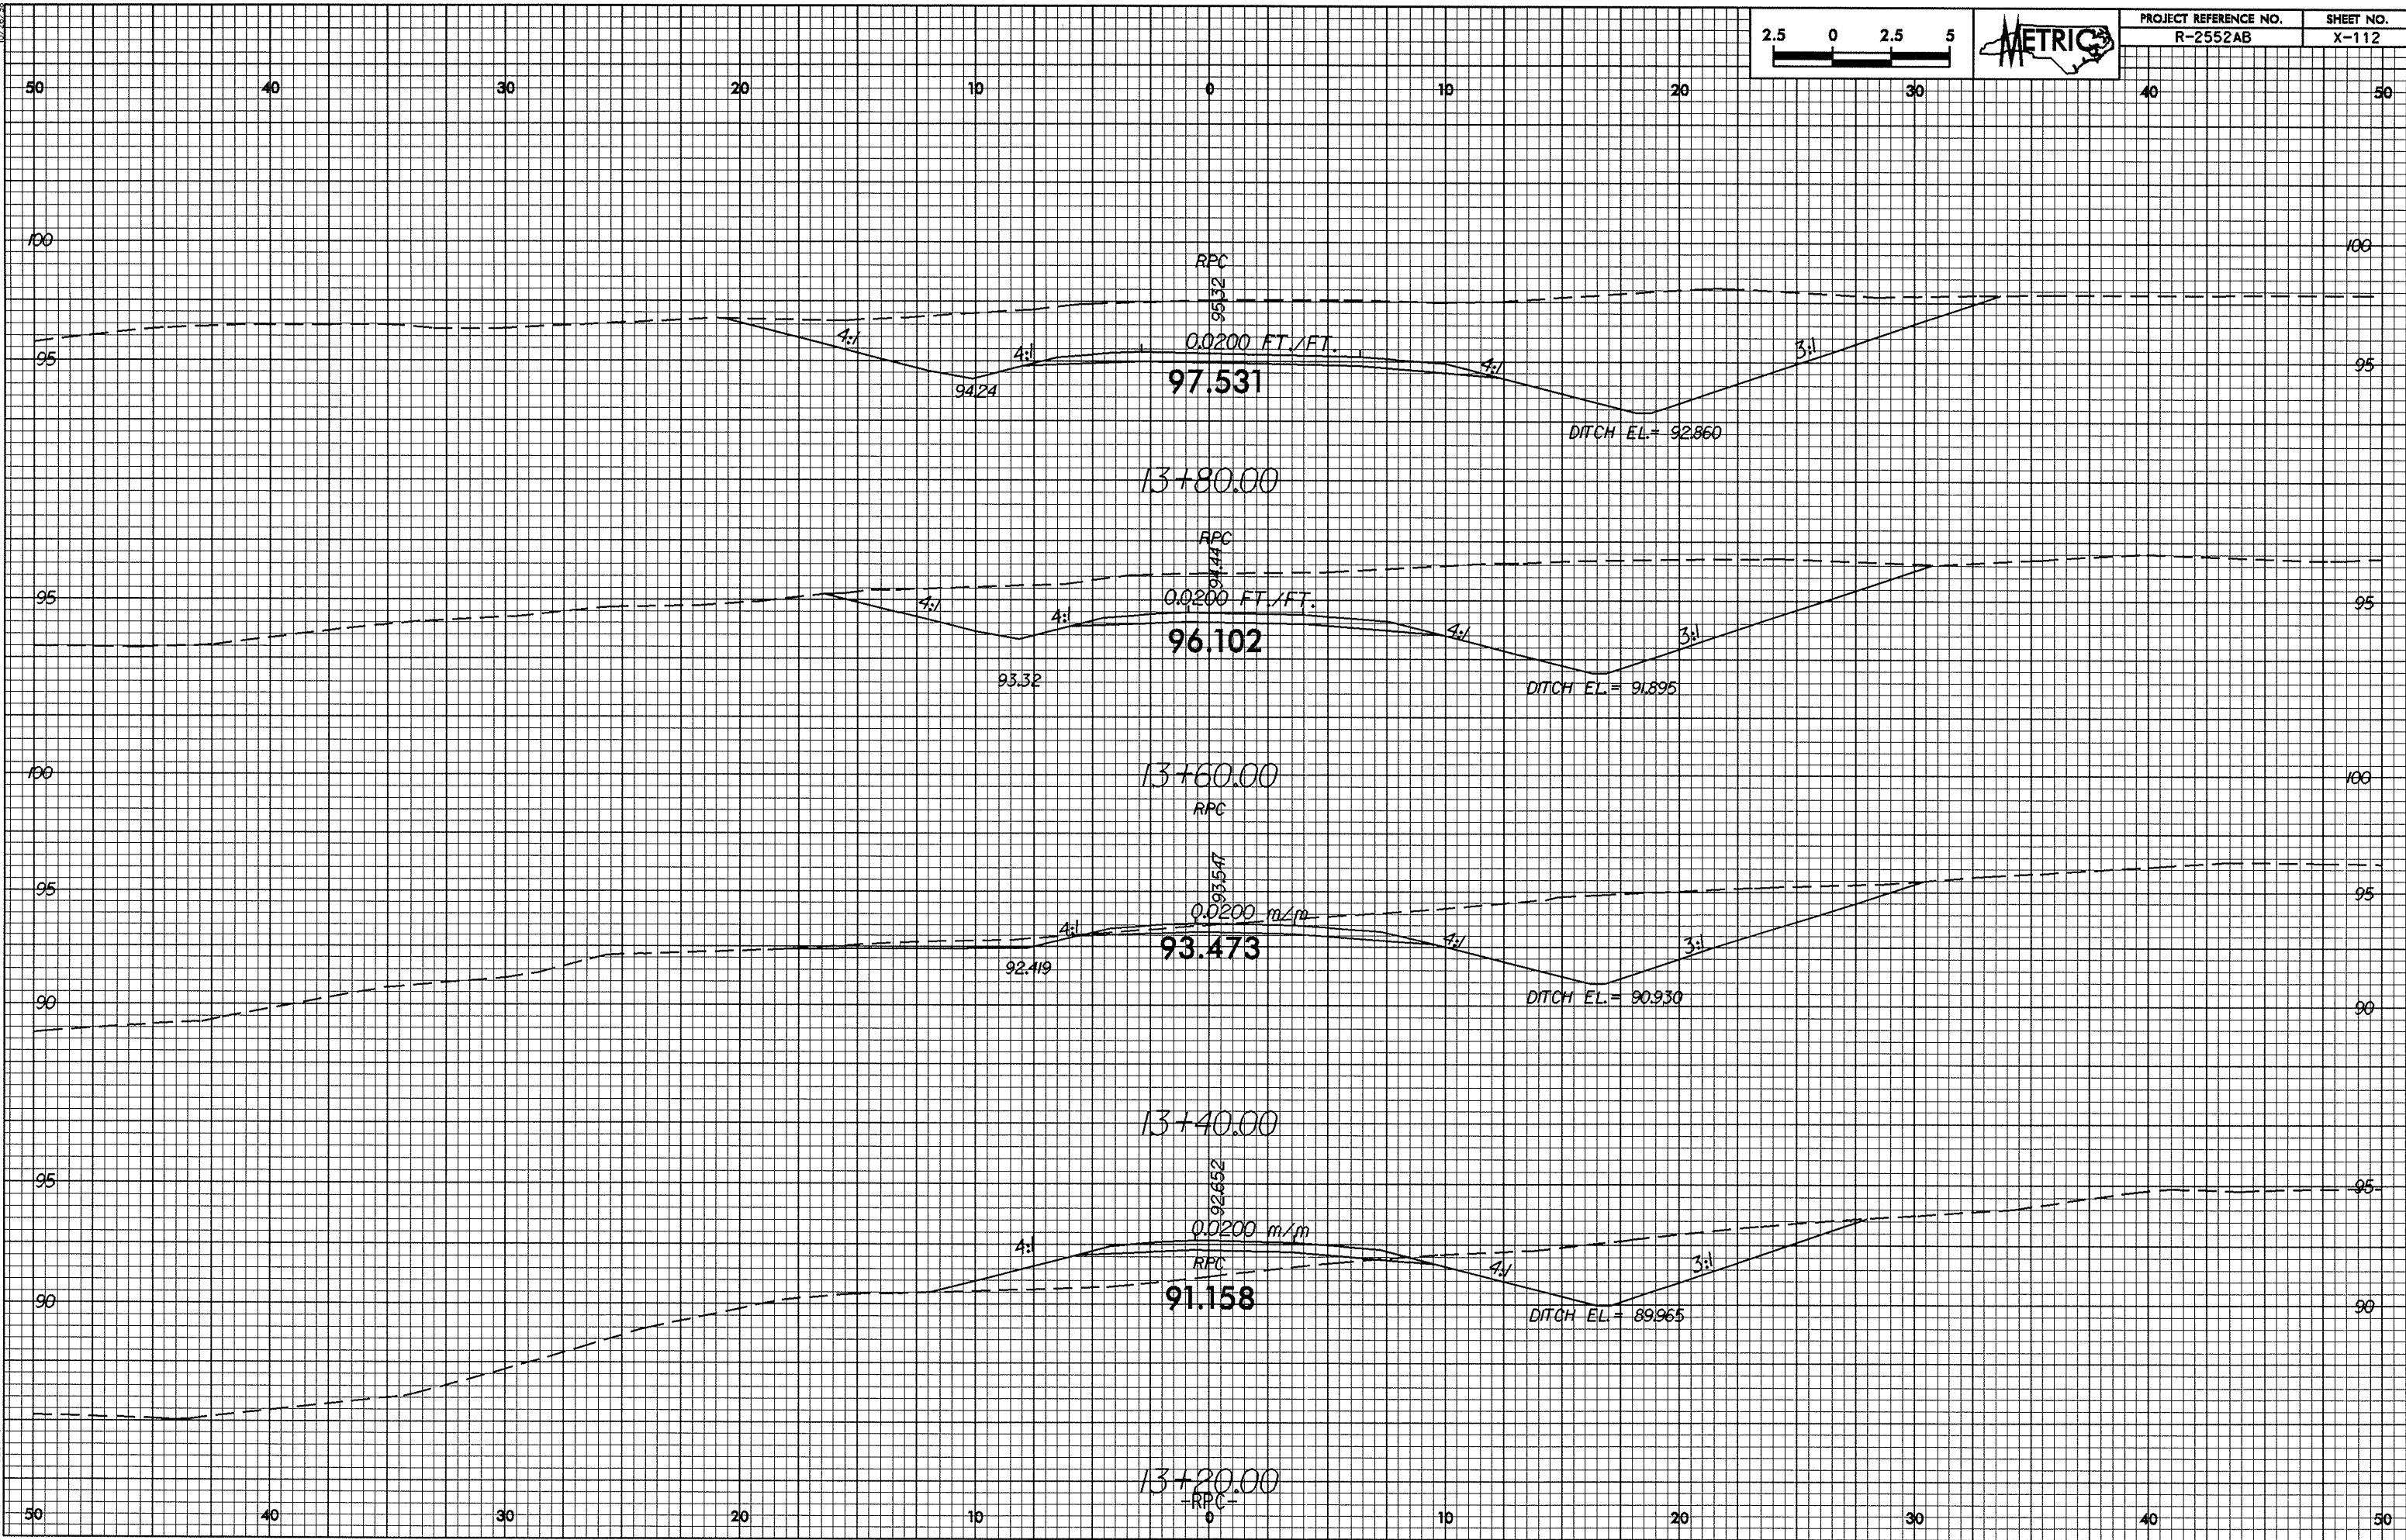 PROJECT REFERENCE NO. SHEET NO.
R-2552AB X-112
2.5 0 2.5 5
METRIC
50 40 30 20 10 0 10 20 30 40 50
100 100
RPC
95.32
0.0200 FT./FT.
4:1 4:1 4:1 3:1
95 95
97.531
94.24
DITCH EL.= 92.860
13+80.00
RPC
94.44
95 95
0.0200 FT./FT.
4:1 4:1 4:1 3:1
96.102
93.32
DITCH EL.= 91.895
100 100
13+60.00
RPC
93.547
95 95
0.0200 m/m
4:1 4:1 3:1
93.473
92.419
DITCH EL.= 90.930
90 90
13+40.00
92.652
95 95
0.0200 m/m
4:1 4:1 3:1
RPC
91.158
90 90
DITCH EL.= 89.965
13+20.00
-RPC-
50 40 30 20 10 0 10 20 30 40 50